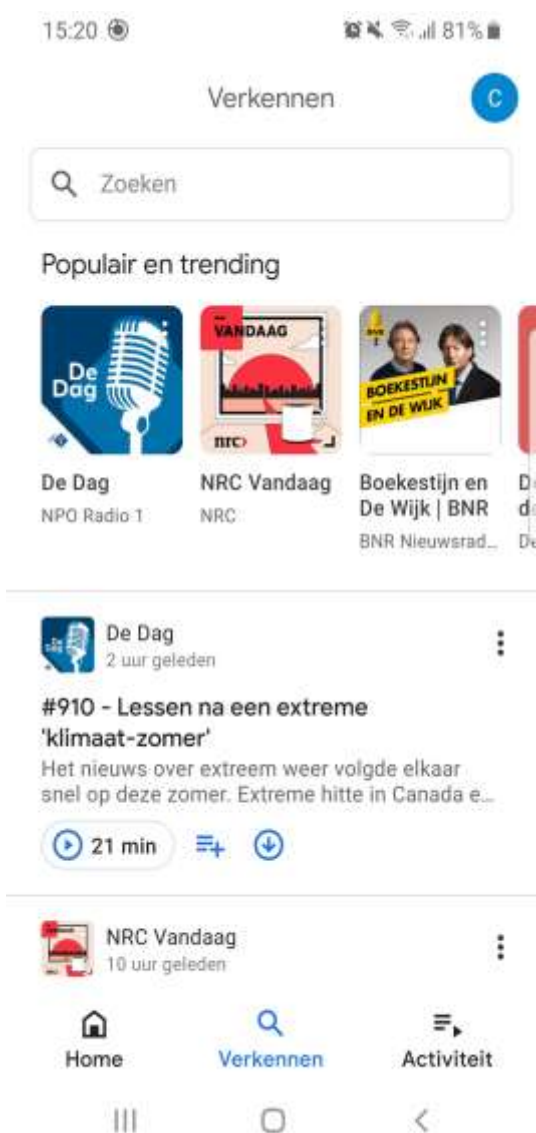 15:20
81%
Verkennen
C
Zoeken
Populair en trending
De
Dag
VANDAAG
nrc>
BNR
BOEKESTIJN
EN DE WIJK
De Dag
NPO Radio 1
NRC Vandaag
NRC
Boekestijn en
De Wijk | BNR
BNR Nieuwsrad...
De Dag
2 uur geleden
#910 - Lessen na een extreme
'klimaat-zomer'
Het nieuws over extreem weer volgde elkaar
snel op deze zomer. Extreme hitte in Canada e...
21 min
NRC Vandaag
10 uur geleden
Home
Verkennen
Activiteit